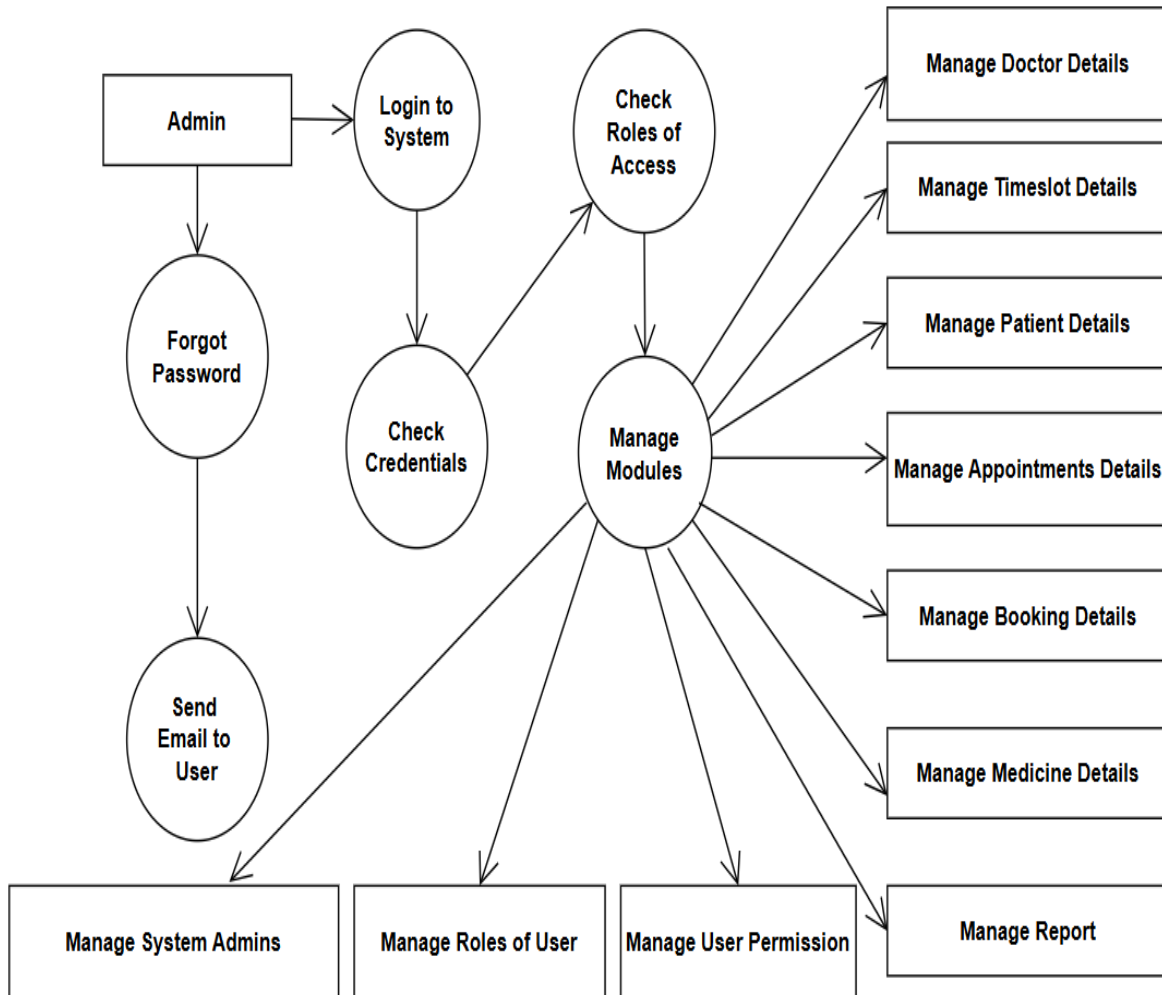 Admin
Login to
System
Check
Roles of
Access
Manage Doctor Details
Manage Timeslot Details
Manage Patient Details
Forgot
Password
Check
Credentials
Manage
Modules
Manage Appointments Details
Manage Booking Details
Send
Email to
User
Manage Medicine Details
Manage System Admins
Manage Roles of User
Manage User Permission
Manage Report